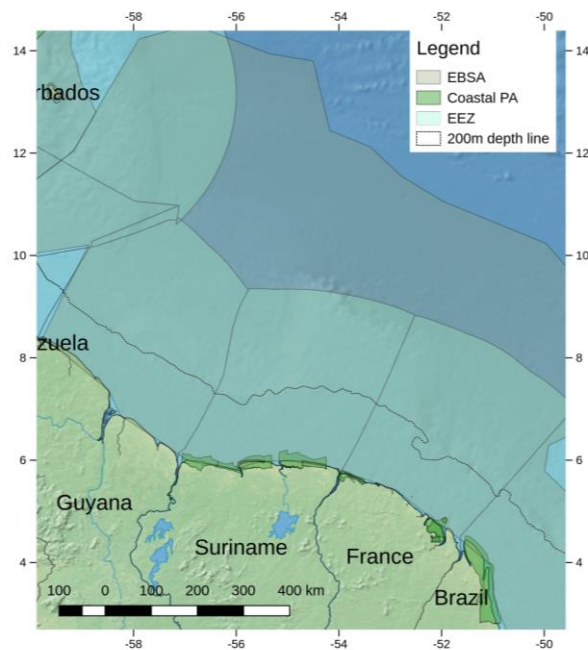 -58 -56 -54 -52 -50
14 14
Legend
EBSA
Coastal PA
EEZ
200m depth line
rbados
12 12
10 10
zuela
8 8
6 6
Guyana
Suriname
France
4 4
Brazil
100 0 100 200 300 400 km
-58 -56 -54 -52 -50